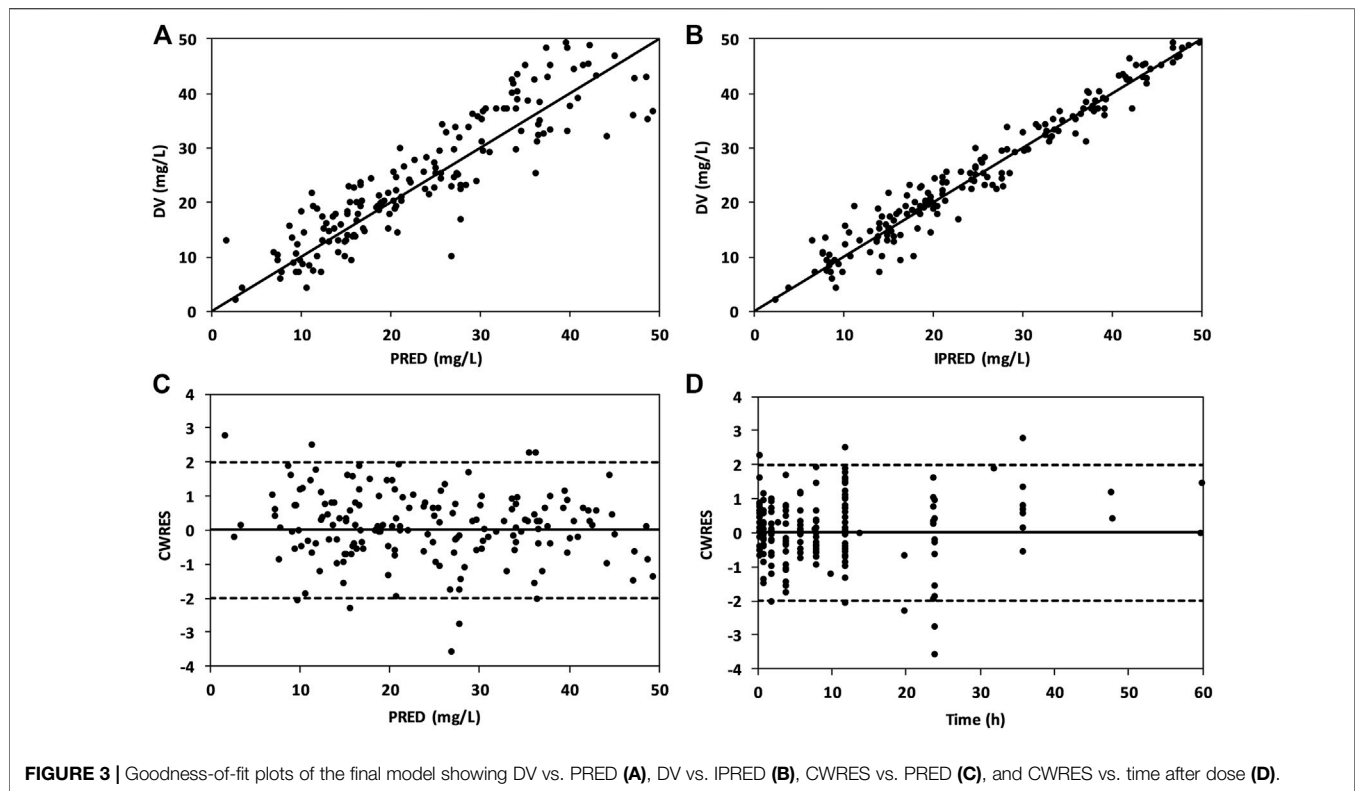 A
50
40
30
20
10
0
DV (mg/L)
0 10 20 30 40 50
PRED (mg/L)
B
50
40
30
20
10
0
DV (mg/L)
0 10 20 30 40 50
IPRED (mg/L)
C
4
3
2
1
0
-1
-2
-3
-4
CWRES
0 10 20 30 40 50
PRED (mg/L)
D
4
3
2
1
0
-1
-2
-3
-4
CWRES
0 10 20 30 40 50 60
Time (h)
FIGURE 3 | Goodness-of-fit plots of the final model showing DV vs. PRED (A), DV vs. IPRED (B), CWRES vs. PRED (C), and CWRES vs. time after dose (D).